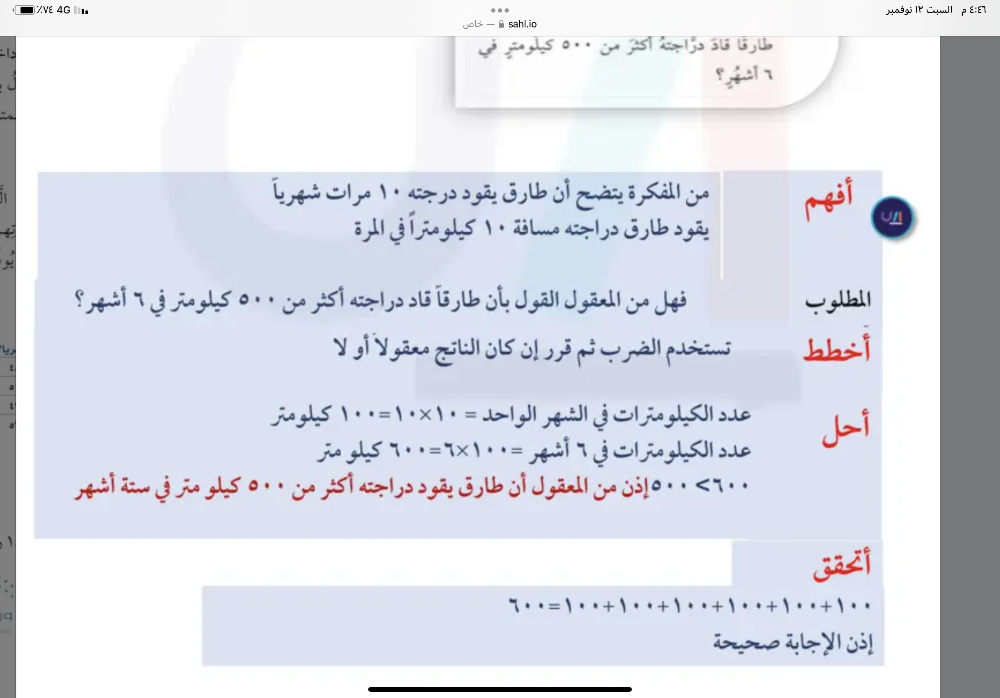 ٤:٤٦ م السبت ١٢ نوفمبر
٧٤٪ 4G
sahl.io — خاص
طارقًا قادَ درَّاجتهُ أكثرَ من ٥٠٠ كيلومترٍ في
٦ أشهُرٍ؟
أفهم
من المفكرة يتضح أن طارق يقود درجته ١٠ مرات شهرياً
يقود طارق دراجته مسافة ١٠ كيلومتراً في المرة
المطلوب
فهل من المعقول القول بأن طارقاً قاد دراجته أكثر من ٥٠٠ كيلومتر في ٦ أشهر؟
أخطط
تستخدم الضرب ثم قرر إن كان الناتج معقولاً أو لا
أحل
عدد الكيلومترات في الشهر الواحد = ١٠×١٠=١٠٠ كيلومتر
عدد الكيلومترات في ٦ أشهر =١٠٠×٦=٦٠٠ كيلو متر
٦٠٠> ٥٠٠إذن من المعقول أن طارق يقود دراجته أكثر من ٥٠٠ كيلو متر في ستة أشهر
أتحقق
١٠٠+١٠٠+١٠٠+١٠٠+١٠٠+١٠٠=٦٠٠
إذن الإجابة صحيحة